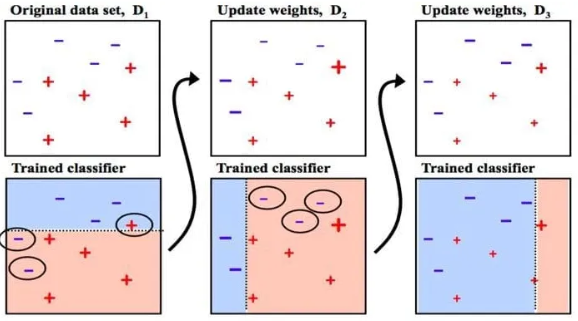 Original data set, D₁
Update weights, D₂
Update weights, D₃
Trained classifier
Trained classifier
Trained classifier